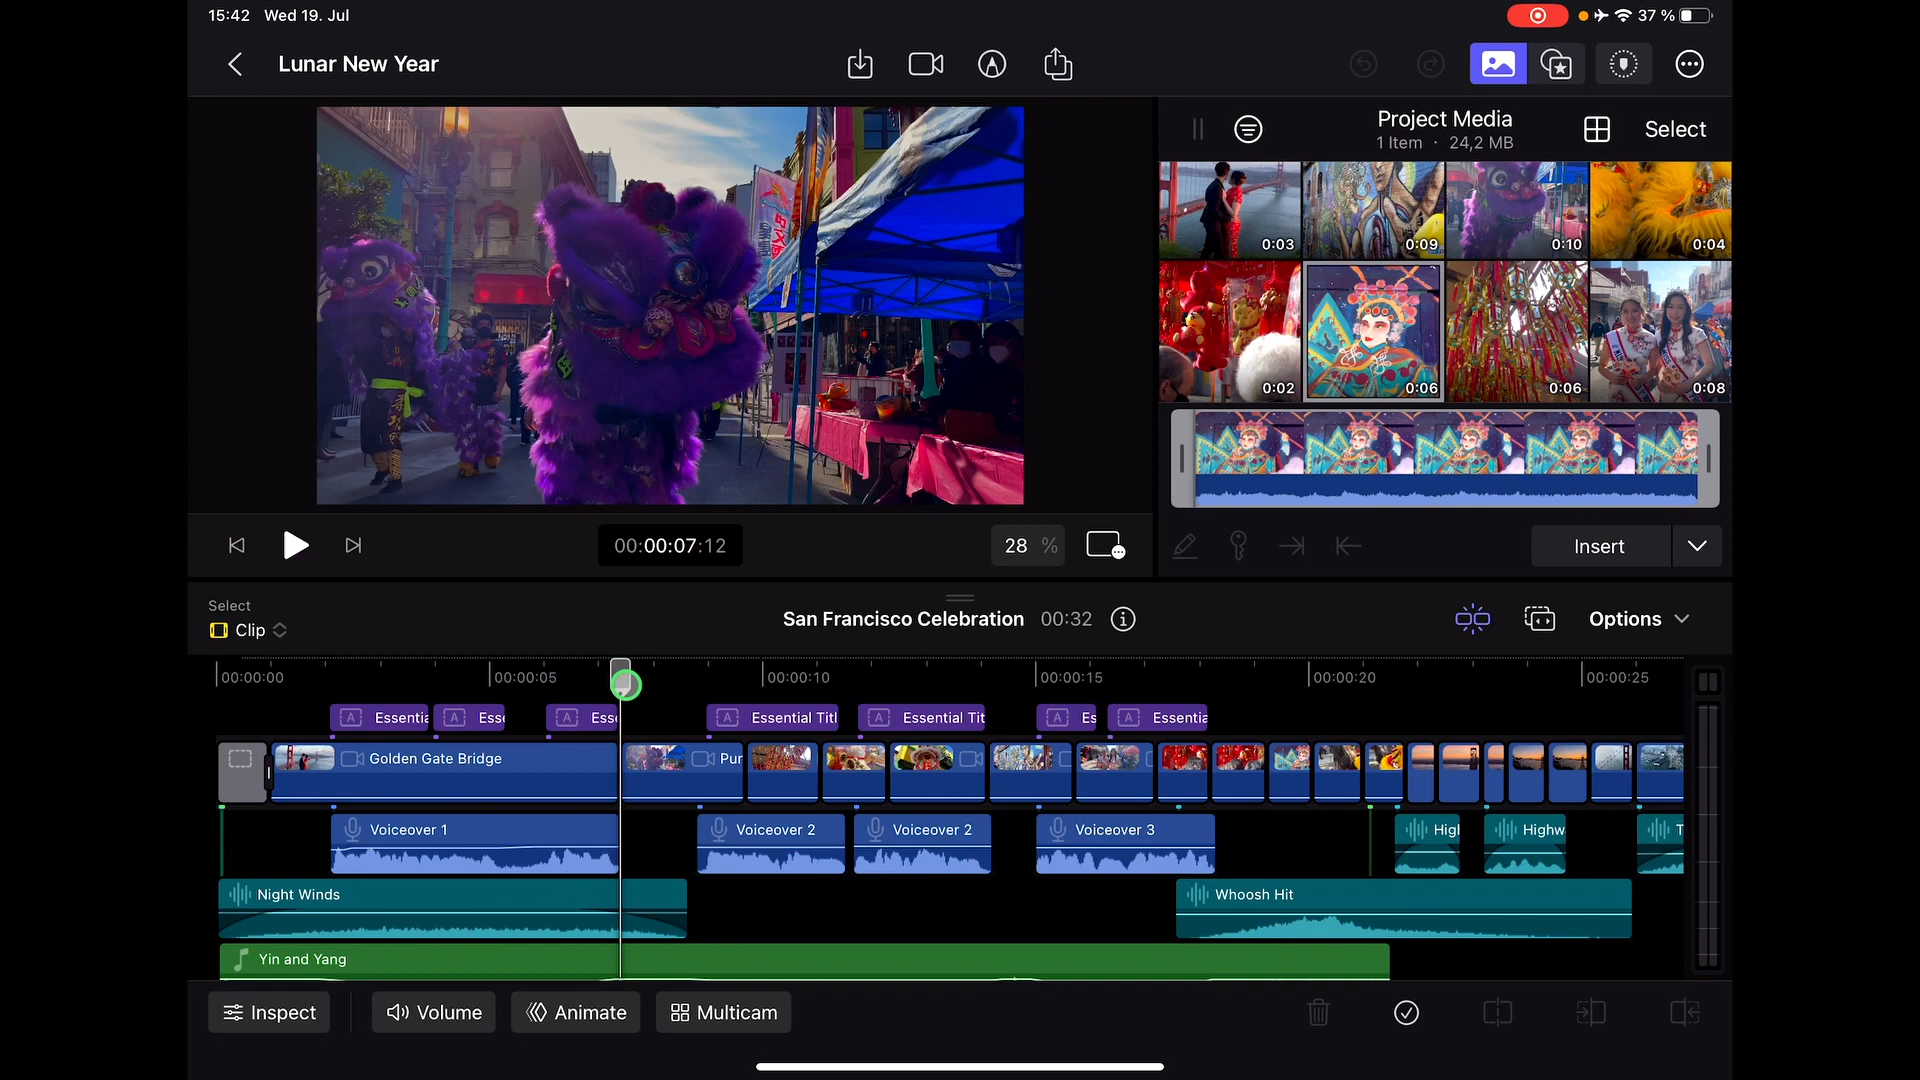 15:42 Wed 19. Jul
37 %
Lunar New Year
Project Media
1 Item · 24,2 MB
Select
0:03
0:09
0:10
0:04
0:02
0:06
0:06
0:08
00:00:07:12
28 %
Insert
Select
Clip
San Francisco Celebration 00:32
Options
00:00:00
00:00:05
00:00:10
00:00:15
00:00:20
00:00:25
A Essentia
A Esse
A Esse
A Essential Titl
A Essential Tit
A Es
A Essentia
Golden Gate Bridge
Pur
Voiceover 1
Voiceover 2
Voiceover 2
Voiceover 3
High
Highw
T
Night Winds
Whoosh Hit
Yin and Yang
Inspect
Volume
Animate
Multicam